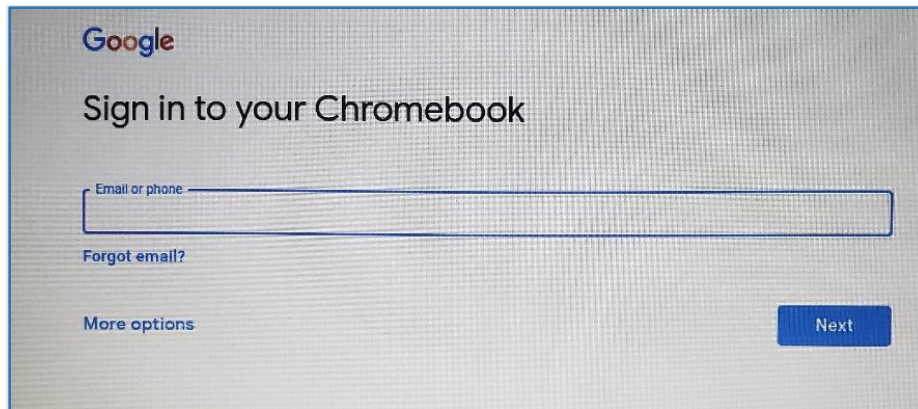 Google
Sign in to your Chromebook
Email or phone
Forgot email?
More options
Next